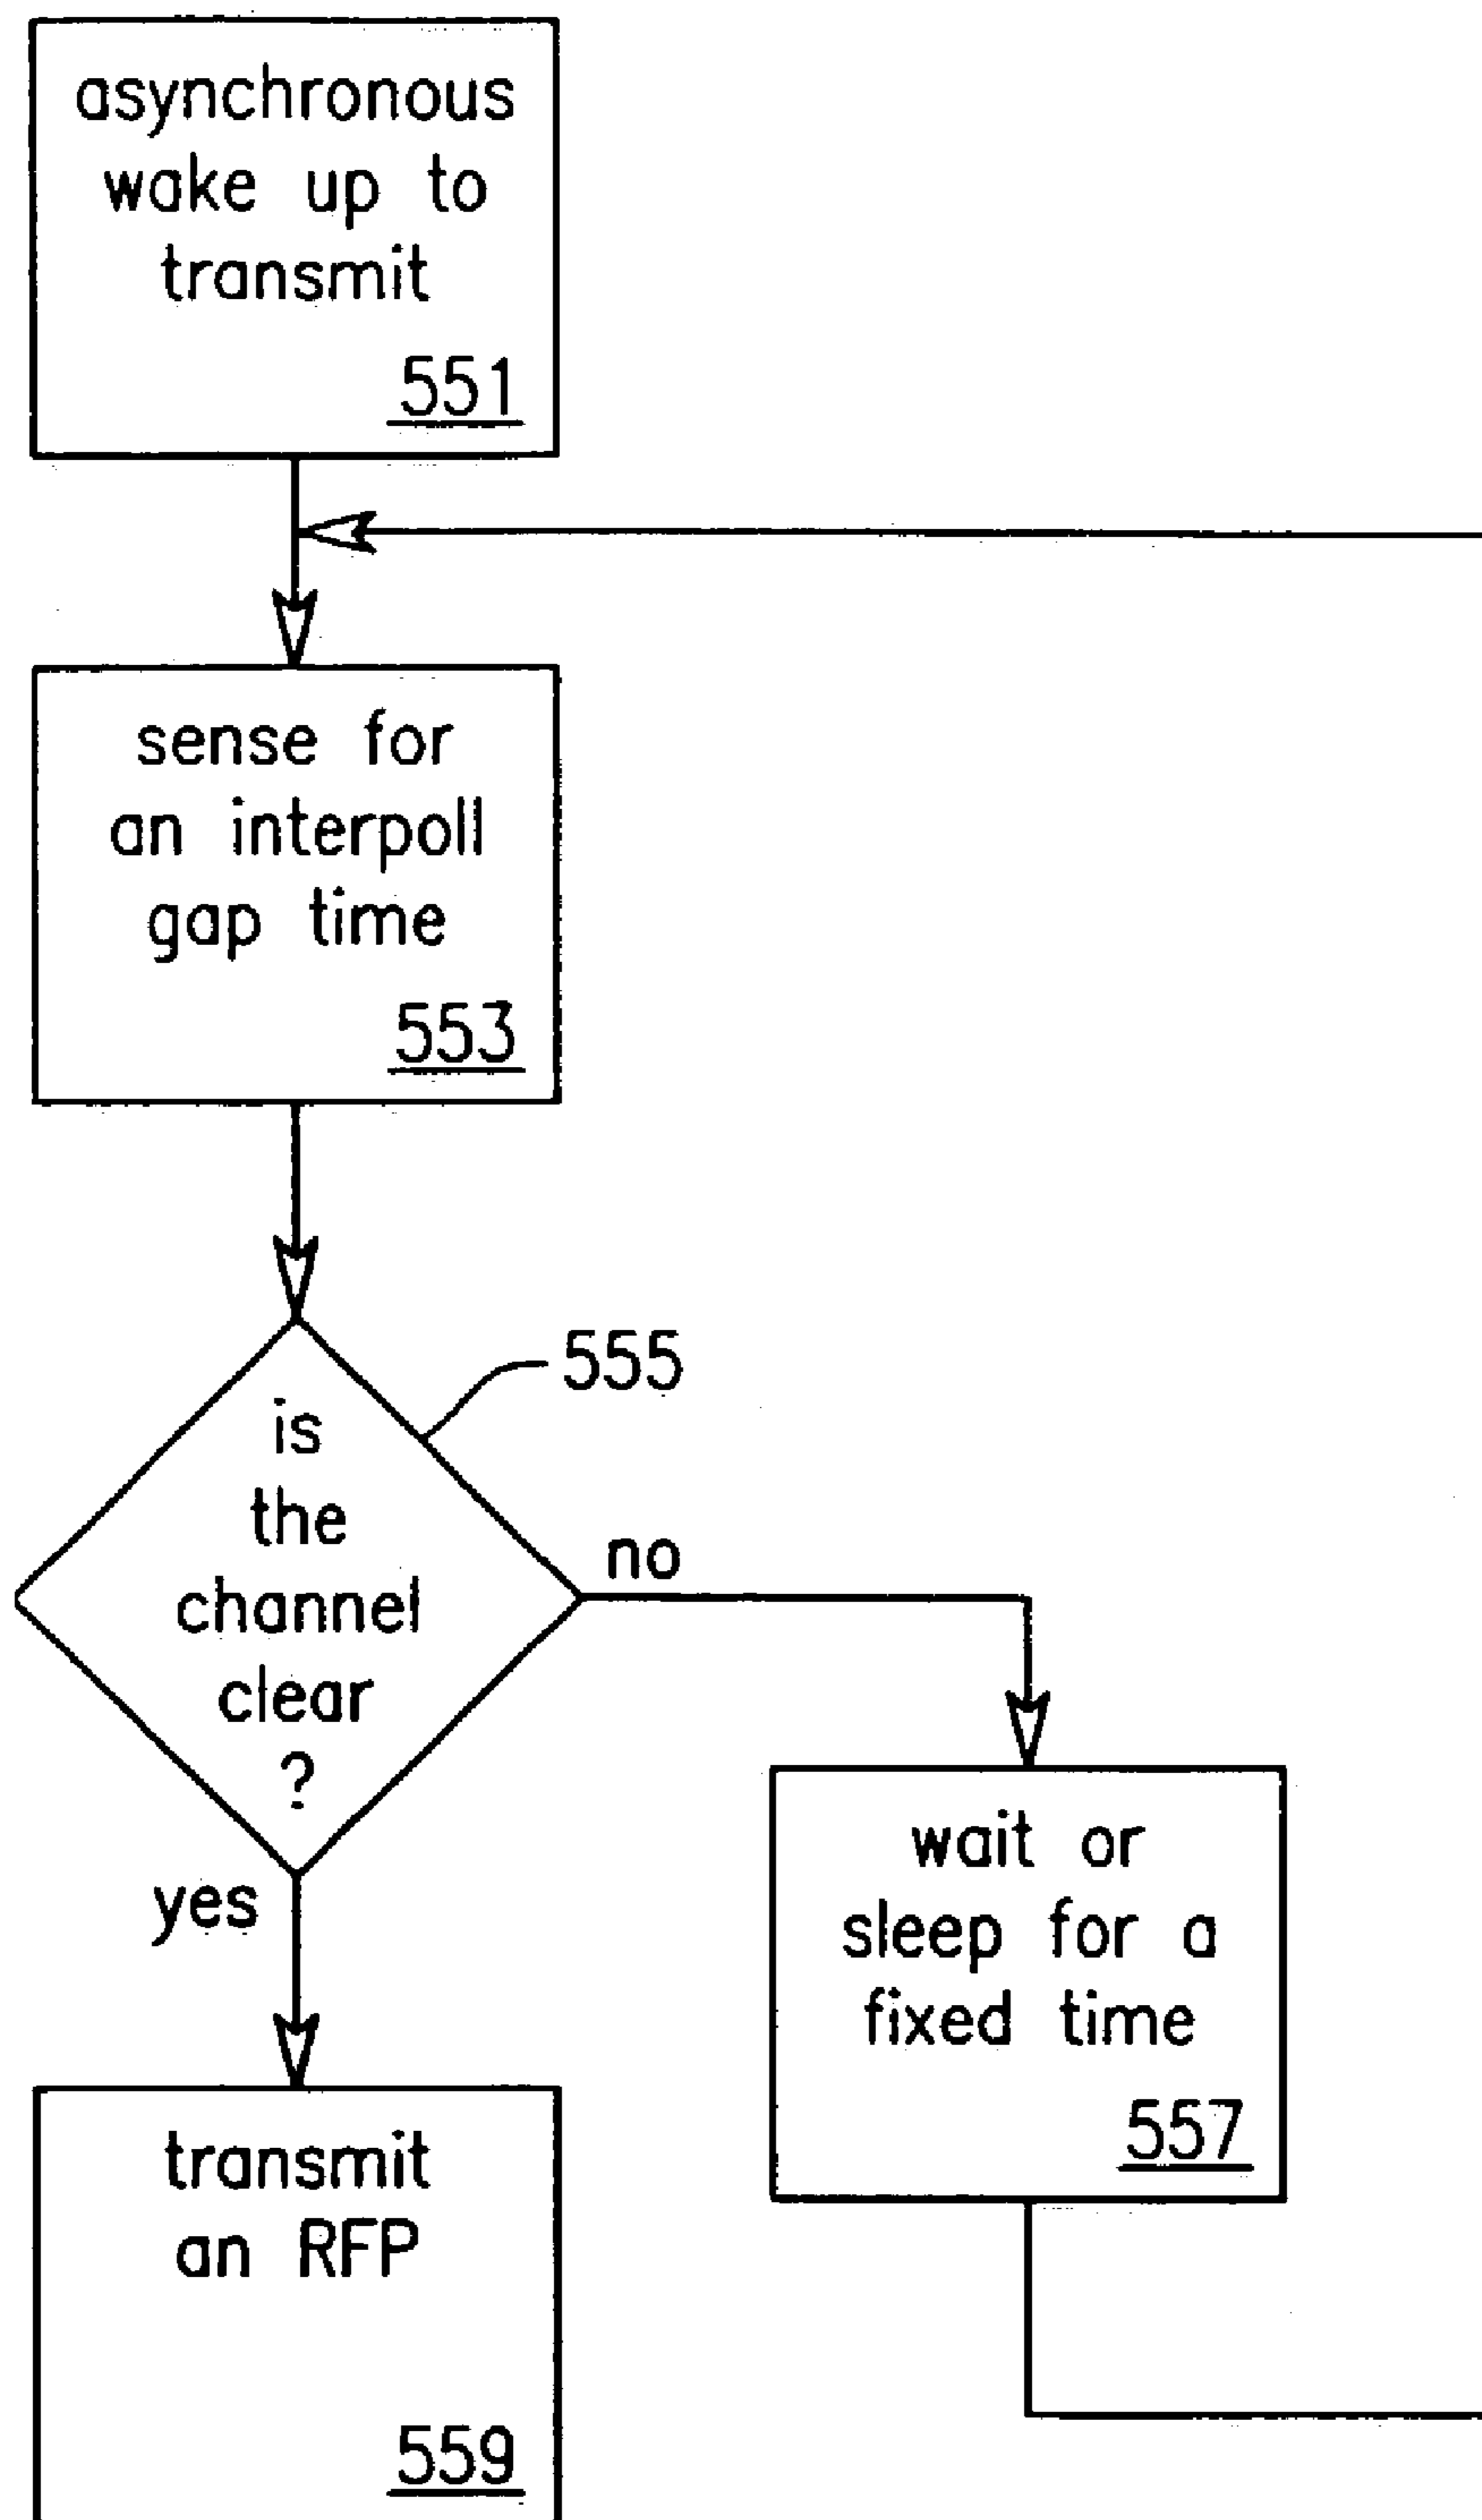 asynchronous
wake up to
transmit
551
sense for
an interpoll
gap time
553
555
is
the
channel
clear
?
no
yes
wait or
sleep for a
fixed time
557
transmit
an RFP
559